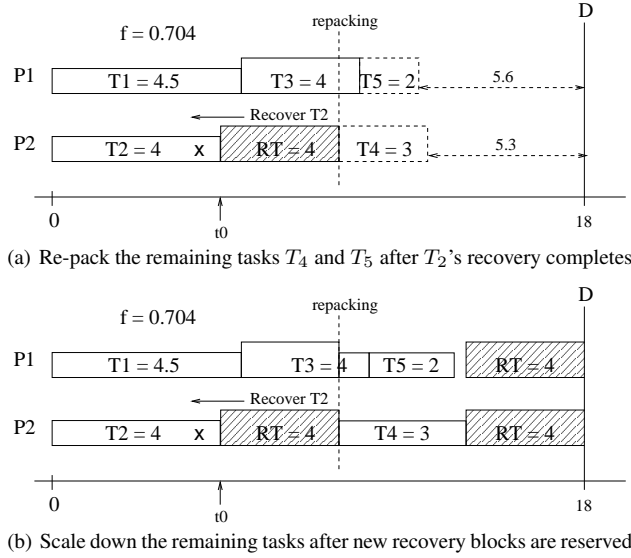 D
repacking
f = 0.704
P1
T1 = 4.5
T3 = 4
T5 = 2
5.6
Recover T2
P2
T2 = 4
x
RT = 4
T4 = 3
5.3
0
t0
18
(a) Re-pack the remaining tasks T4 and T5 after T2's recovery completes
D
repacking
f = 0.704
P1
T1 = 4.5
T3 = 4
T5 = 2
RT = 4
Recover T2
P2
T2 = 4
x
RT = 4
T4 = 3
RT = 4
0
t0
18
(b) Scale down the remaining tasks after new recovery blocks are reserved